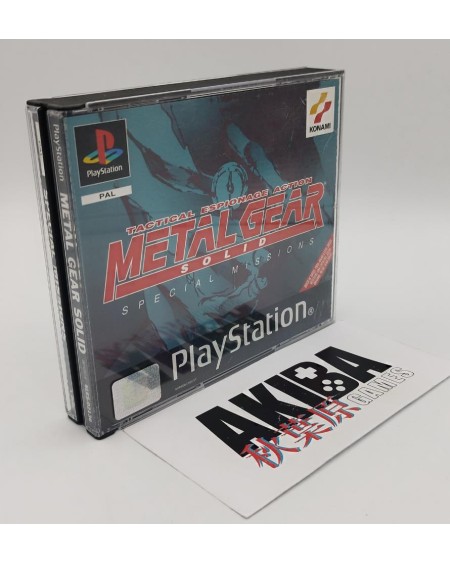 PlayStation
PAL
KONAMI
TACTICAL ESPIONAGE ACTION
METAL GEAR
SOLID
SPECIAL MISSIONS
PlayStation
PlayStation
METAL GEAR SOLID
AKIBA
秋葉原 GAMES